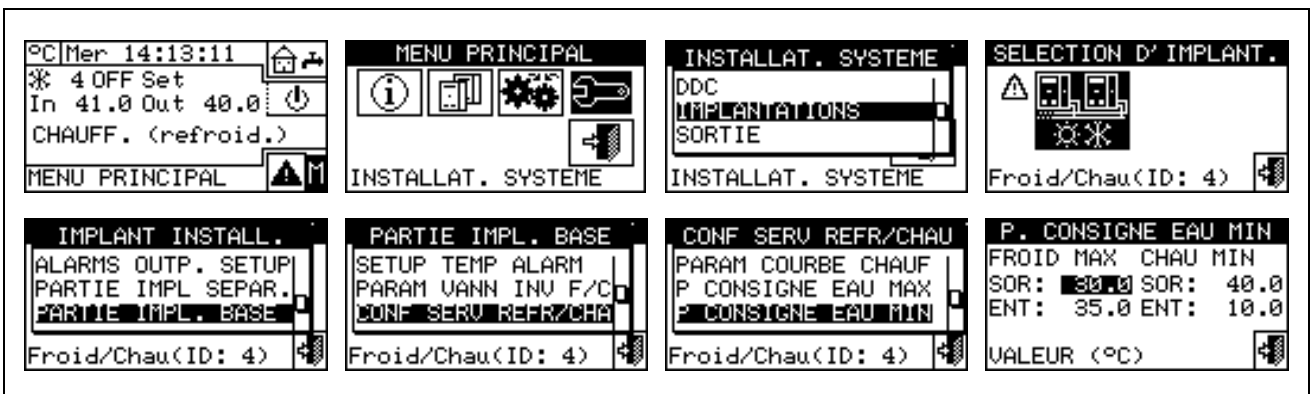 ºC Mer 14:13:11
4 OFF Set
In 41.0 Out 40.0
CHAUFF. (refroid.)
MENU PRINCIPAL M
MENU PRINCIPAL
INSTALLAT. SYSTEME
INSTALLAT. SYSTEME
DDC
IMPLANTATIONS
SORTIE
INSTALLAT. SYSTEME
SELECTION D'IMPLANT.
Froid/Chau(ID: 4)
IMPLANT INSTALL.
ALARMS OUTP. SETUP
PARTIE IMPL SEPAR.
PARTIE IMPL. BASE
Froid/Chau(ID: 4)
PARTIE IMPL. BASE
SETUP TEMP ALARM
PARAM VANN INV F/C
CONF SERV REFR/CHA
Froid/Chau(ID: 4)
CONF SERV REFR/CHAU
PARAM COURBE CHAUF
P CONSIGNE EAU MAX
P CONSIGNE EAU MIN
Froid/Chau(ID: 4)
P. CONSIGNE EAU MIN
FROID MAX CHAU MIN
SOR: 30.0 SOR: 40.0
ENT: 35.0 ENT: 10.0
VALEUR (ºC)